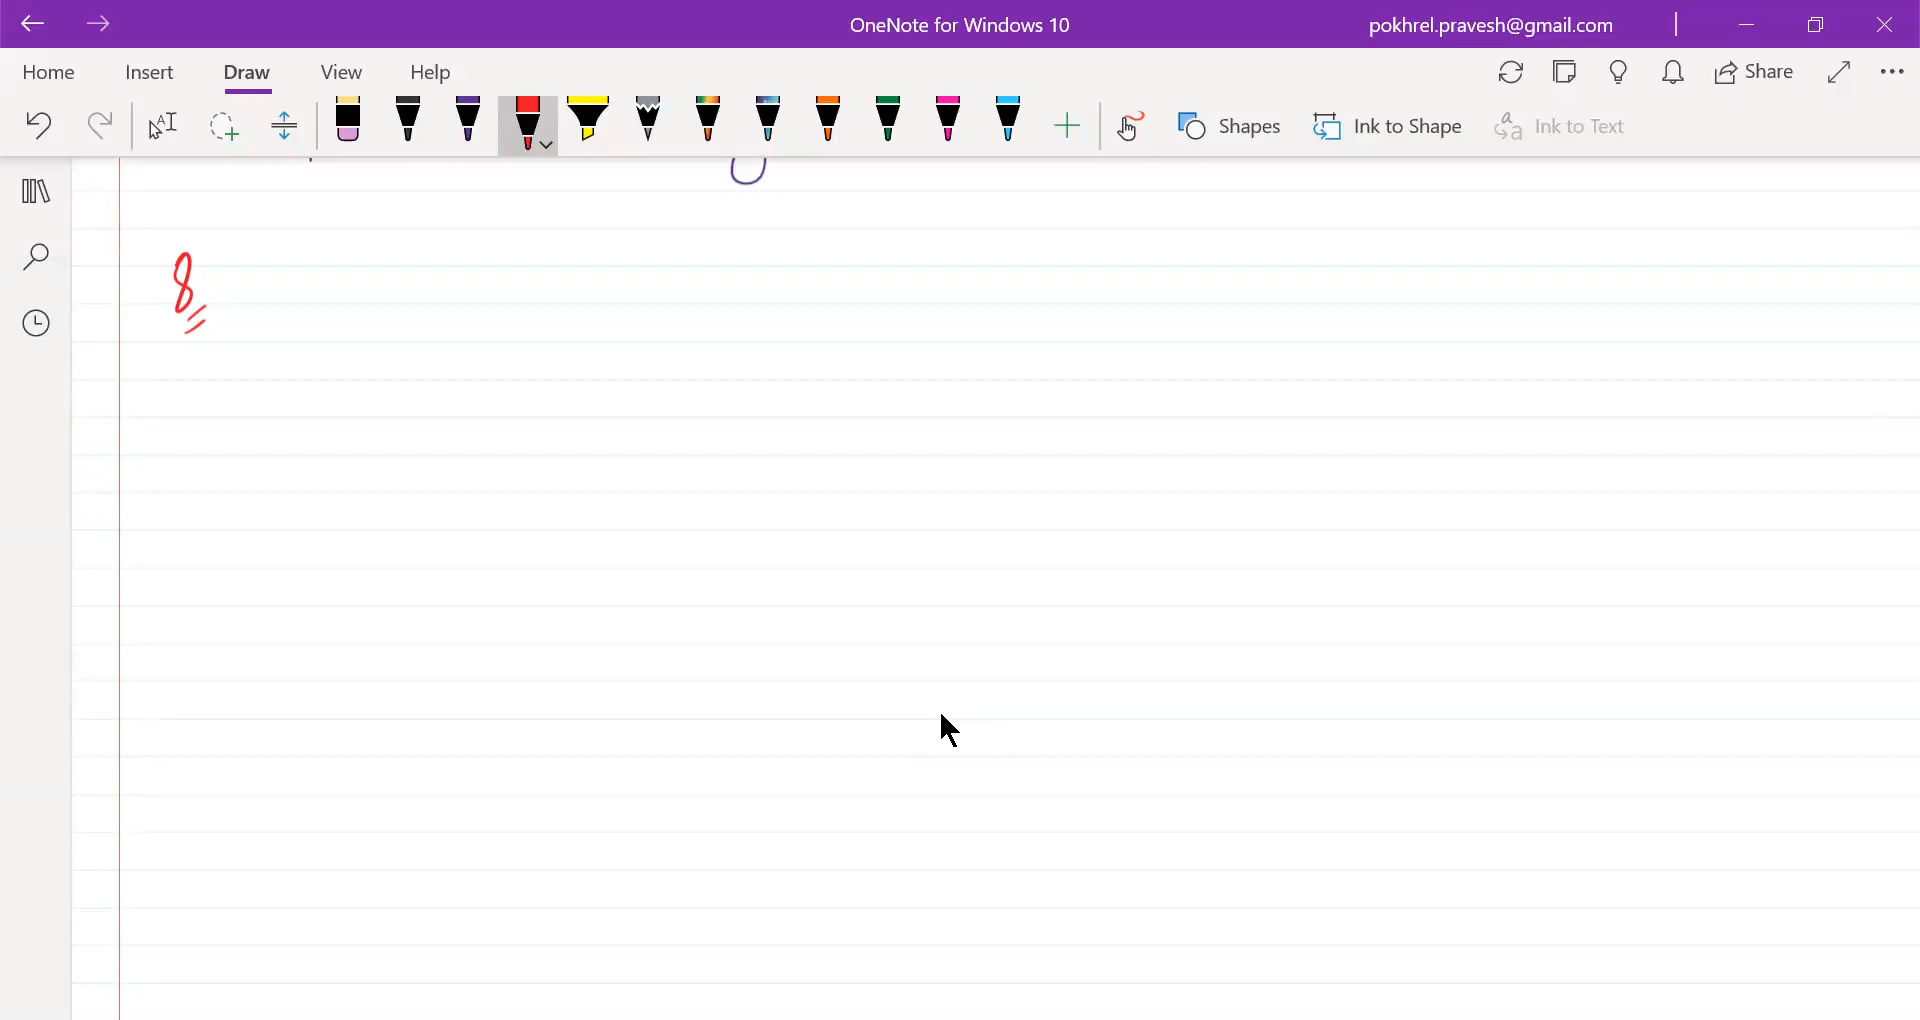 OneNote for Windows 10 pokhrel.pravesh@gmail.com
Home Insert Draw View Help Share
Shapes Ink to Shape Ink to Text
8